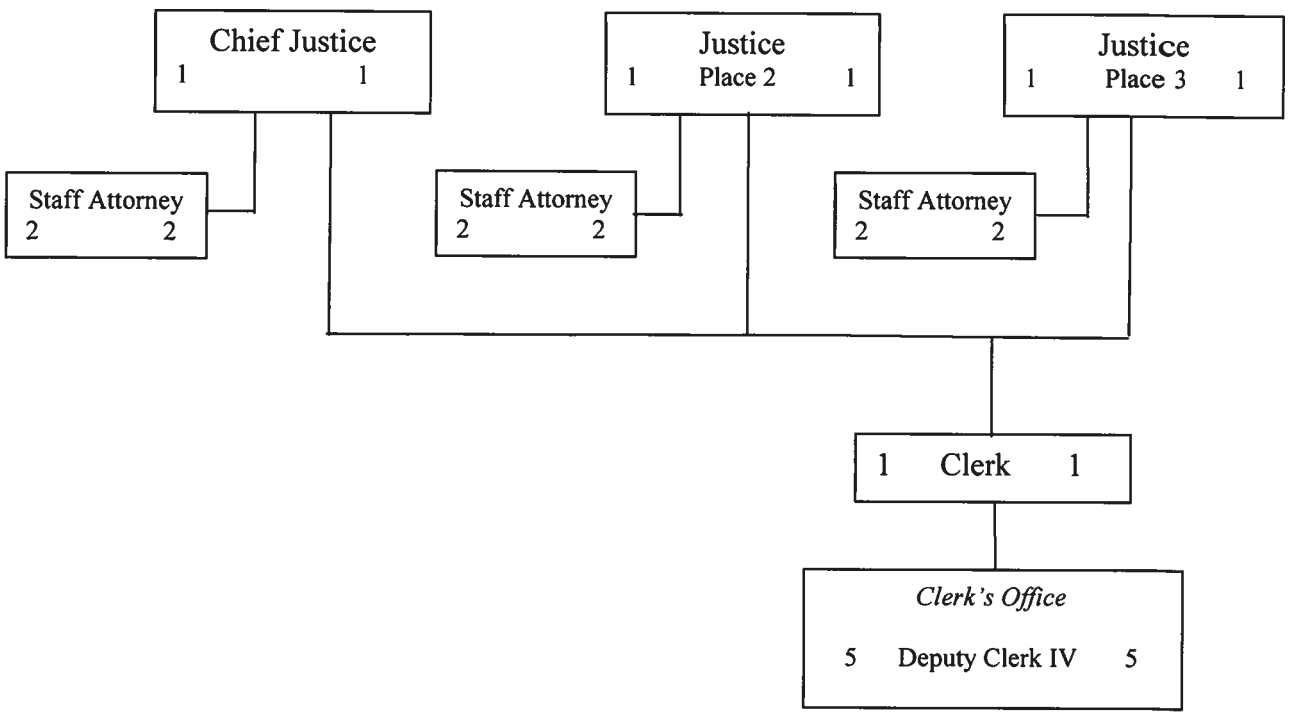 Chief Justice
1 1
Justice
1 Place 2 1
Justice
1 Place 3 1
Staff Attorney
2 2
Staff Attorney
2 2
Staff Attorney
2 2
1 Clerk 1
Clerk's Office
5 Deputy Clerk IV 5